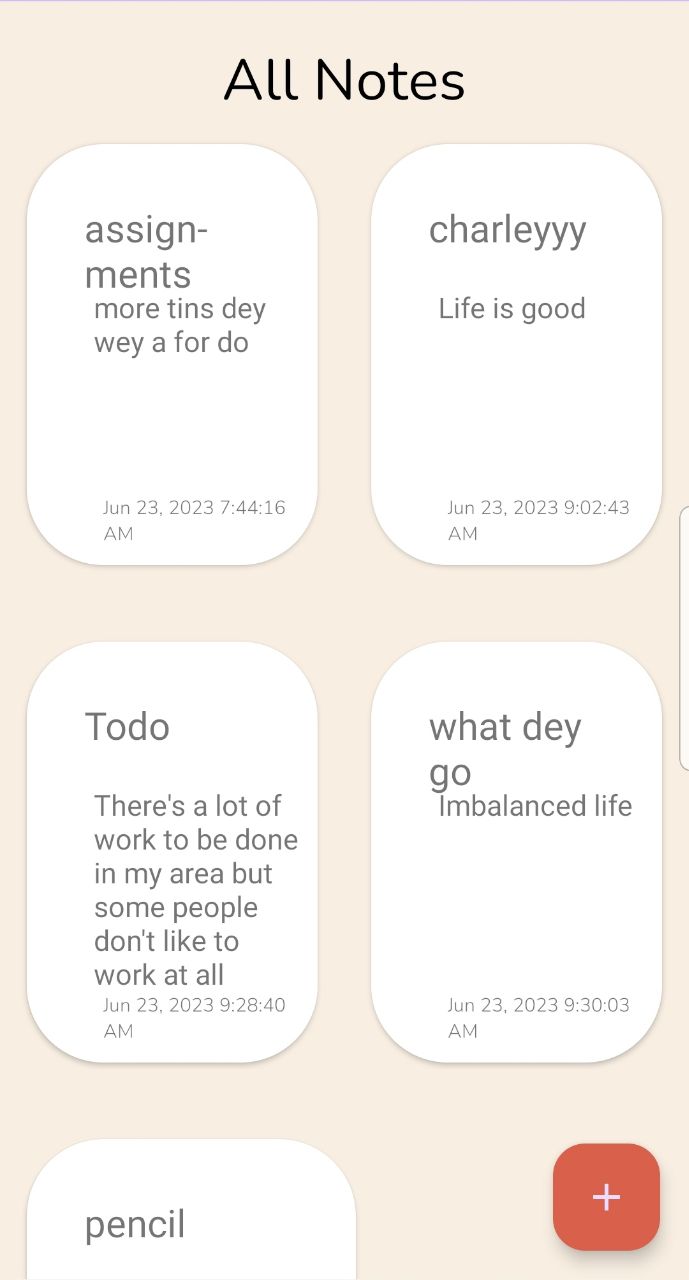 All Notes
assign-
ments
more tins dey
wey a for do
Jun 23, 2023 7:44:16
AM
charleyyy
Life is good
Jun 23, 2023 9:02:43
AM
Todo
There's a lot of
work to be done
in my area but
some people
don't like to
work at all
Jun 23, 2023 9:28:40
AM
what dey
go
Imbalanced life
Jun 23, 2023 9:30:03
AM
pencil
+